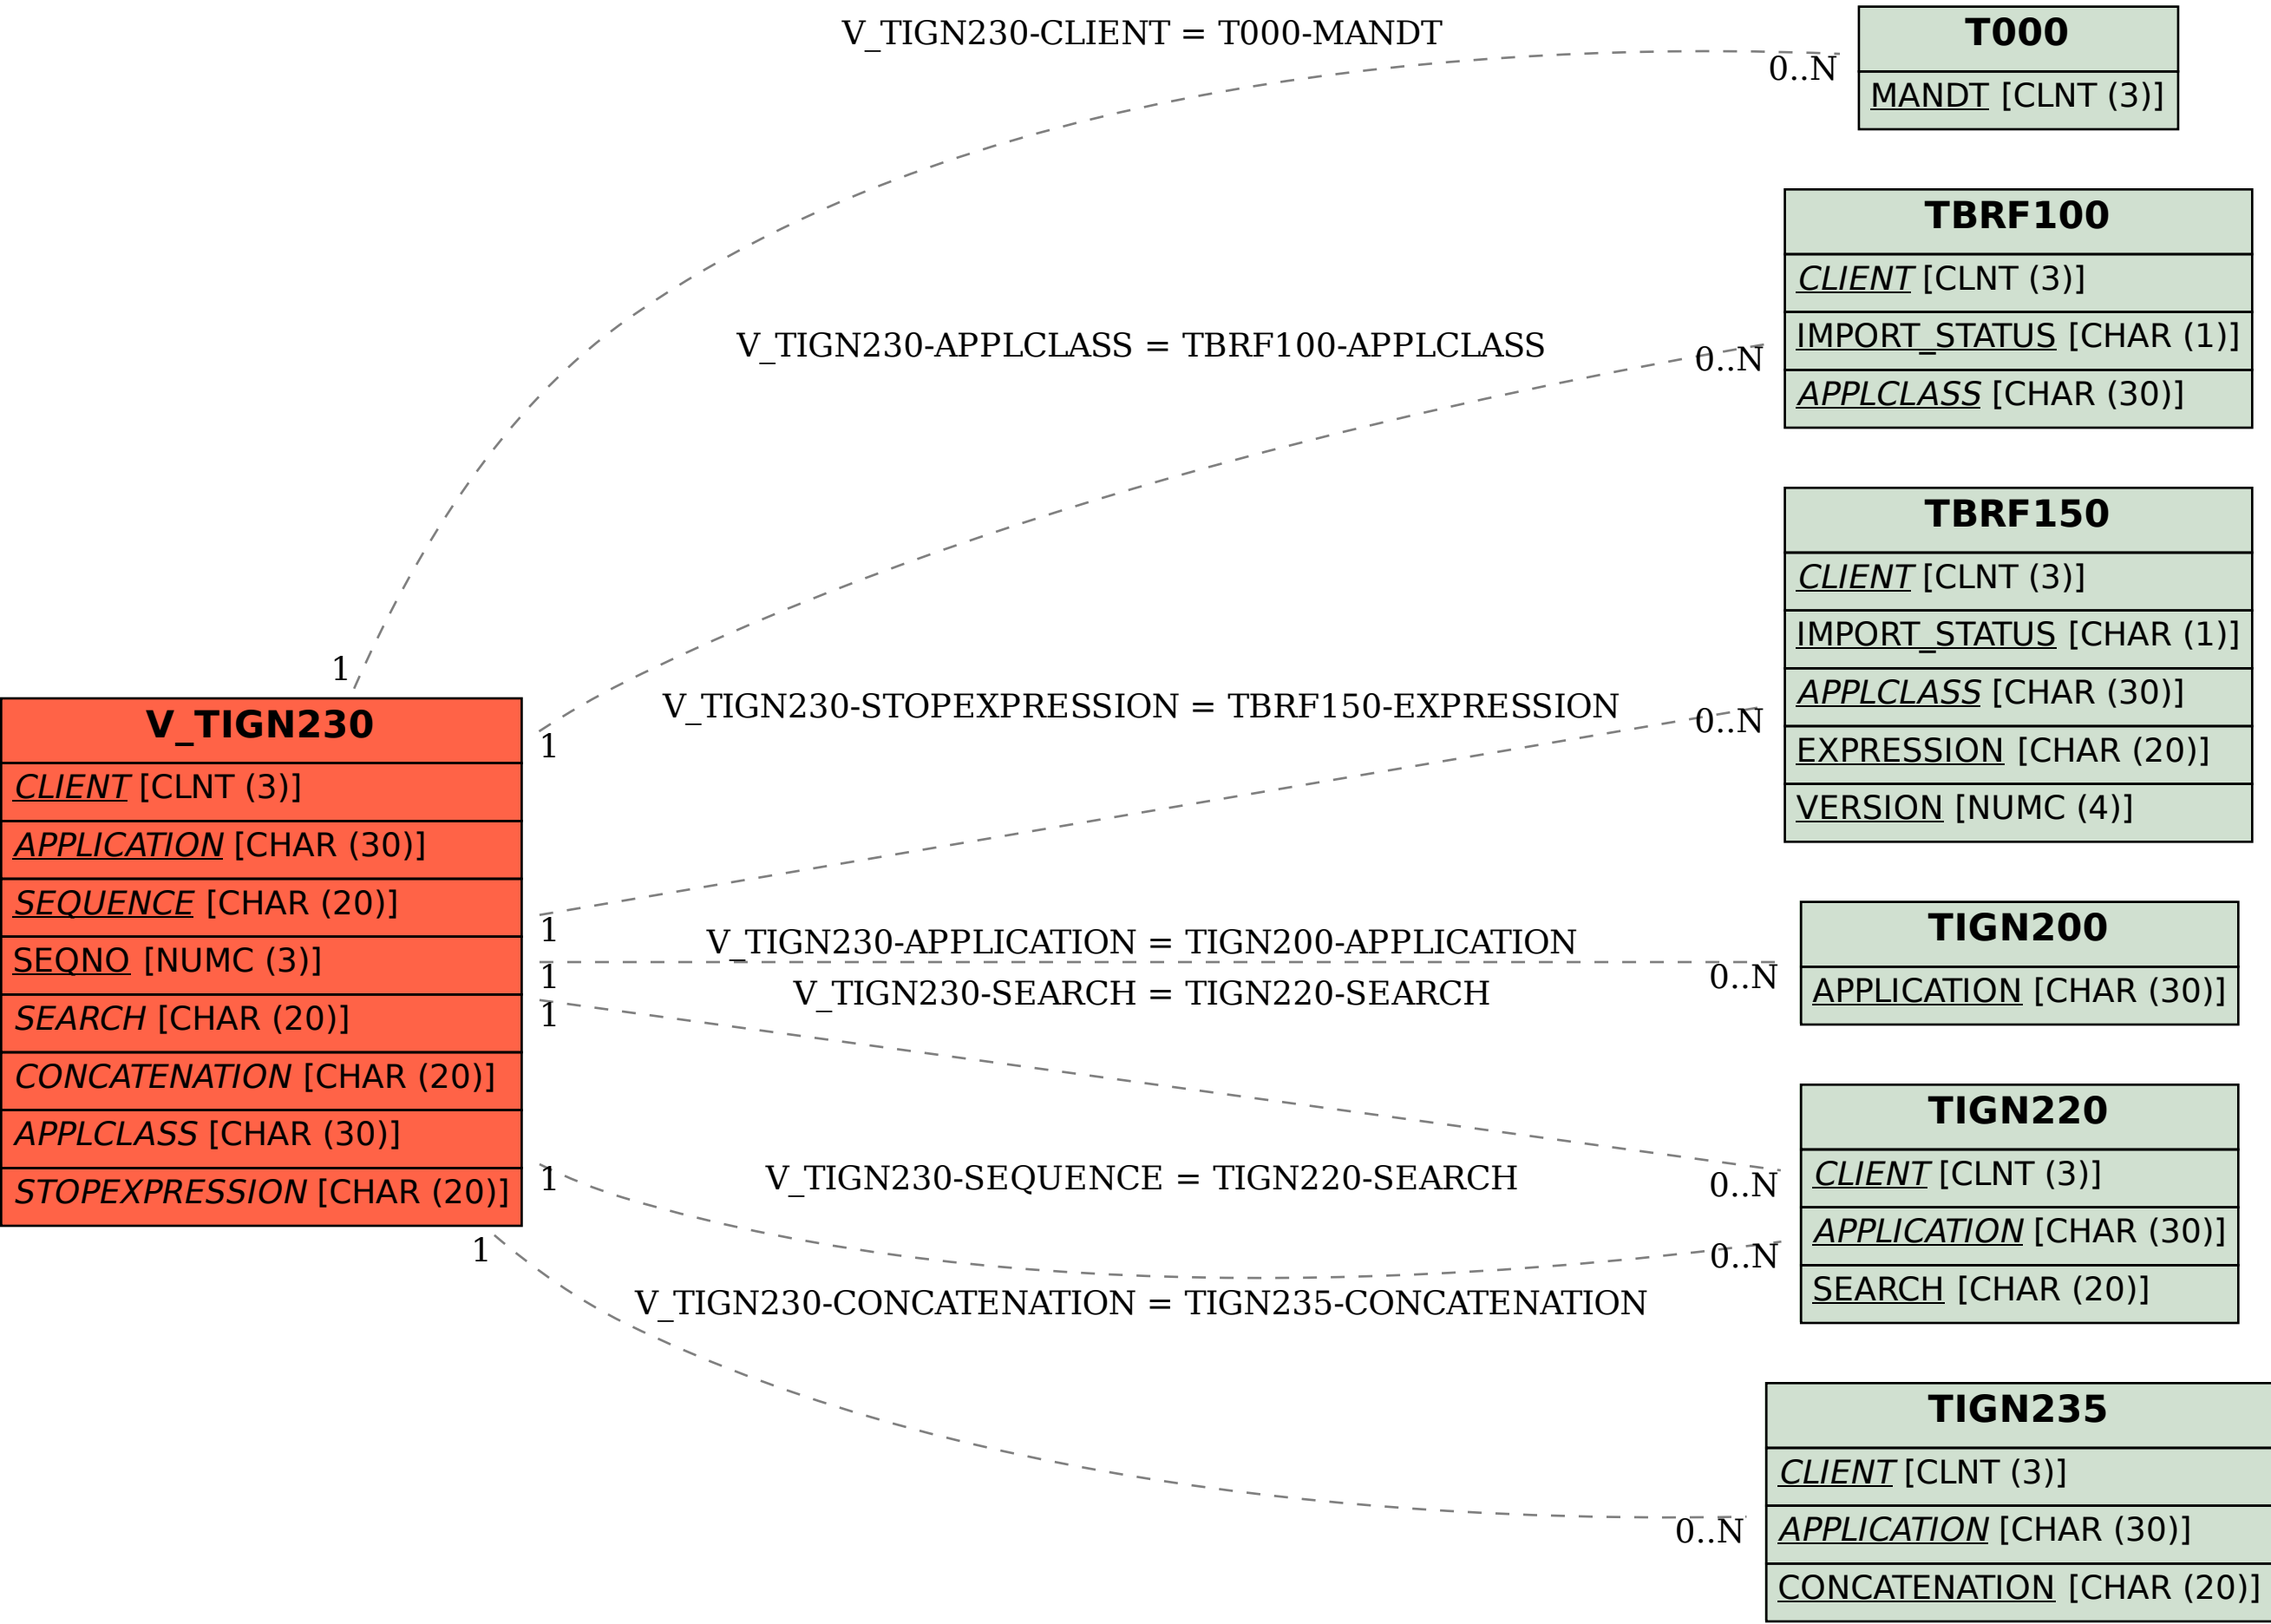 V_TIGN230-CLIENT = T000-MANDT
0..N
1
T000
MANDT [CLNT (3)]
V_TIGN230-APPLCLASS = TBRF100-APPLCLASS
0..N
1
TBRF100
CLIENT [CLNT (3)]
IMPORT_STATUS [CHAR (1)]
APPLCLASS [CHAR (30)]
V_TIGN230-STOPEXPRESSION = TBRF150-EXPRESSION
0..N
1
TBRF150
CLIENT [CLNT (3)]
IMPORT_STATUS [CHAR (1)]
APPLCLASS [CHAR (30)]
EXPRESSION [CHAR (20)]
VERSION [NUMC (4)]
V_TIGN230
CLIENT [CLNT (3)]
APPLICATION [CHAR (30)]
SEQUENCE [CHAR (20)]
SEQNO [NUMC (3)]
SEARCH [CHAR (20)]
CONCATENATION [CHAR (20)]
APPLCLASS [CHAR (30)]
STOPEXPRESSION [CHAR (20)]
V_TIGN230-APPLICATION = TIGN200-APPLICATION
0..N
1
TIGN200
APPLICATION [CHAR (30)]
V_TIGN230-SEARCH = TIGN220-SEARCH
0..N
1
V_TIGN230-SEQUENCE = TIGN220-SEARCH
0..N
1
TIGN220
CLIENT [CLNT (3)]
APPLICATION [CHAR (30)]
SEARCH [CHAR (20)]
V_TIGN230-CONCATENATION = TIGN235-CONCATENATION
0..N
1
TIGN235
CLIENT [CLNT (3)]
APPLICATION [CHAR (30)]
CONCATENATION [CHAR (20)]